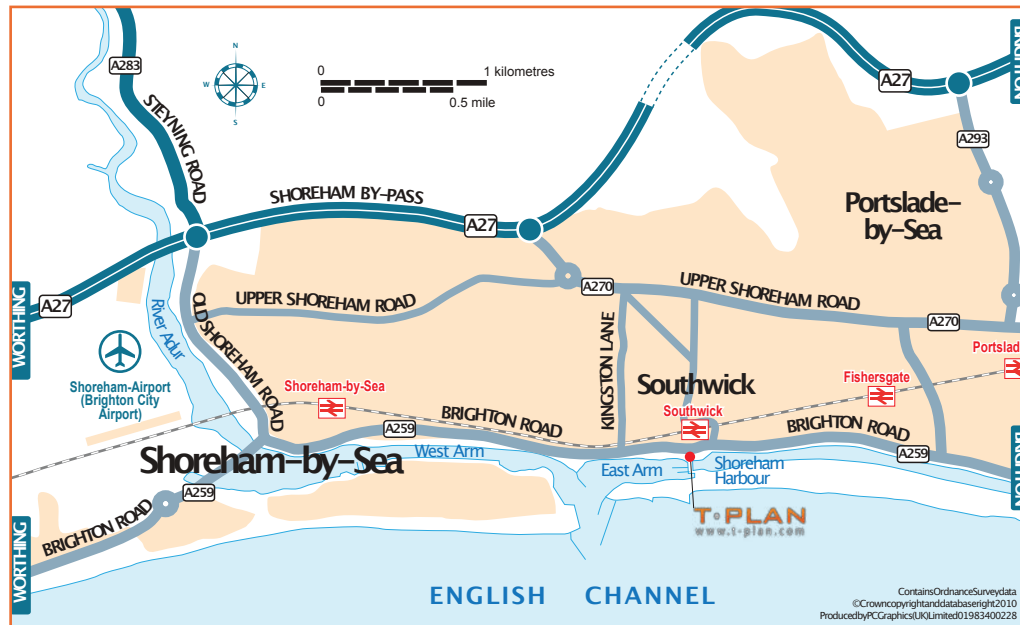 A283
STEYNING ROAD
N
W
E
S
0
1 kilometres
0
0.5 mile
A27
BRIGHTON
A293
Portslade-
by-Sea
SHOREHAM BY-PASS
A27
WORTHING
A27
River Adur
OLD SHOREHAM ROAD
UPPER SHOREHAM ROAD
A270
UPPER SHOREHAM ROAD
A270
Shoreham-Airport
(Brighton City
Airport)
Shoreham-by-Sea
KINGSTON LANE
Southwick
Southwick
Fishersgate
Portslad
BRIGHTON ROAD
A259
BRIGHTON ROAD
A259
BRIGHTON
Shoreham-by-Sea
West Arm
East Arm
Shoreham
Harbour
A259
BRIGHTON ROAD
WORTHING
T-PLAN
www.t-plan.com
ENGLISH CHANNEL
ContainsOrdnanceSurveydata
©Crowncopyrightanddatabaseright2010
ProducedbyPCGraphics(UK)Limited01983400228